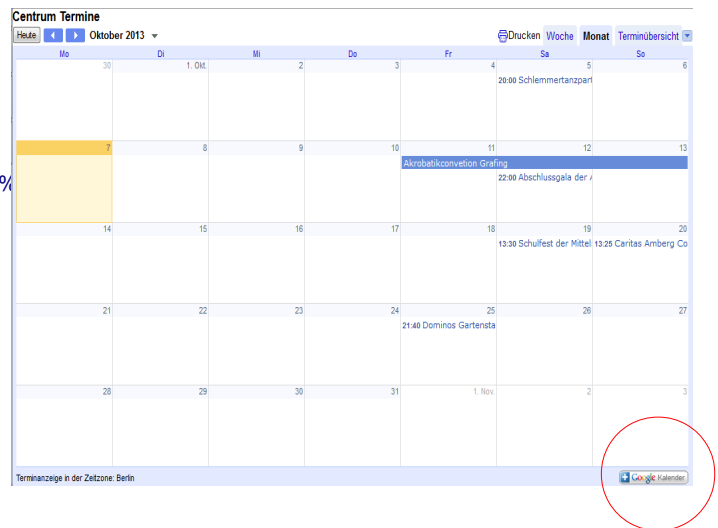 Centrum Termine
Heute Oktober 2013 Drucken Woche Monat Terminübersicht
Mo Di Mi Do Fr Sa So
30 1. Okt. 2 3 4 5 6
20:00 Schlemmertanzpart
7 8 9 10 11 12 13
%
Akrobatikconvetion Grafing
22:00 Abschlussgala der
14 15 16 17 18 19 20
13:30 Schulfest der Mittel 13:25 Caritas Amberg Co
21 22 23 24 25 26 27
21:40 Dominos Gartensta
28 29 30 31 1. Nov. 2 3
Terminanzeige in der Zeitzone: Berlin
Google Kalender